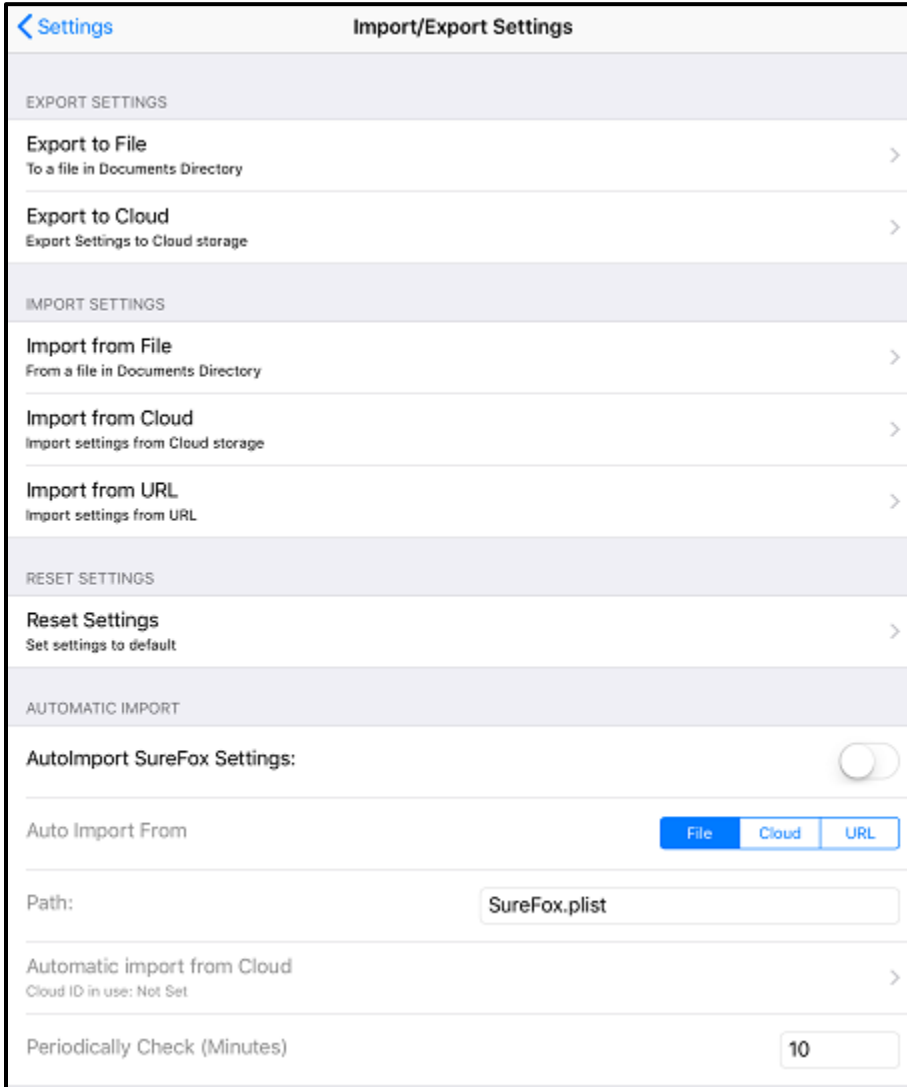 Settings
Import/Export Settings
EXPORT SETTINGS
Export to File
To a file in Documents Directory
Export to Cloud
Export Settings to Cloud storage
IMPORT SETTINGS
Import from File
From a file in Documents Directory
Import from Cloud
Import settings from Cloud storage
Import from URL
Import settings from URL
RESET SETTINGS
Reset Settings
Set settings to default
AUTOMATIC IMPORT
AutoImport SureFox Settings:
Auto Import From
File Cloud URL
Path:
SureFox.plist
Automatic import from Cloud
Cloud ID in use: Not Set
Periodically Check (Minutes)
10